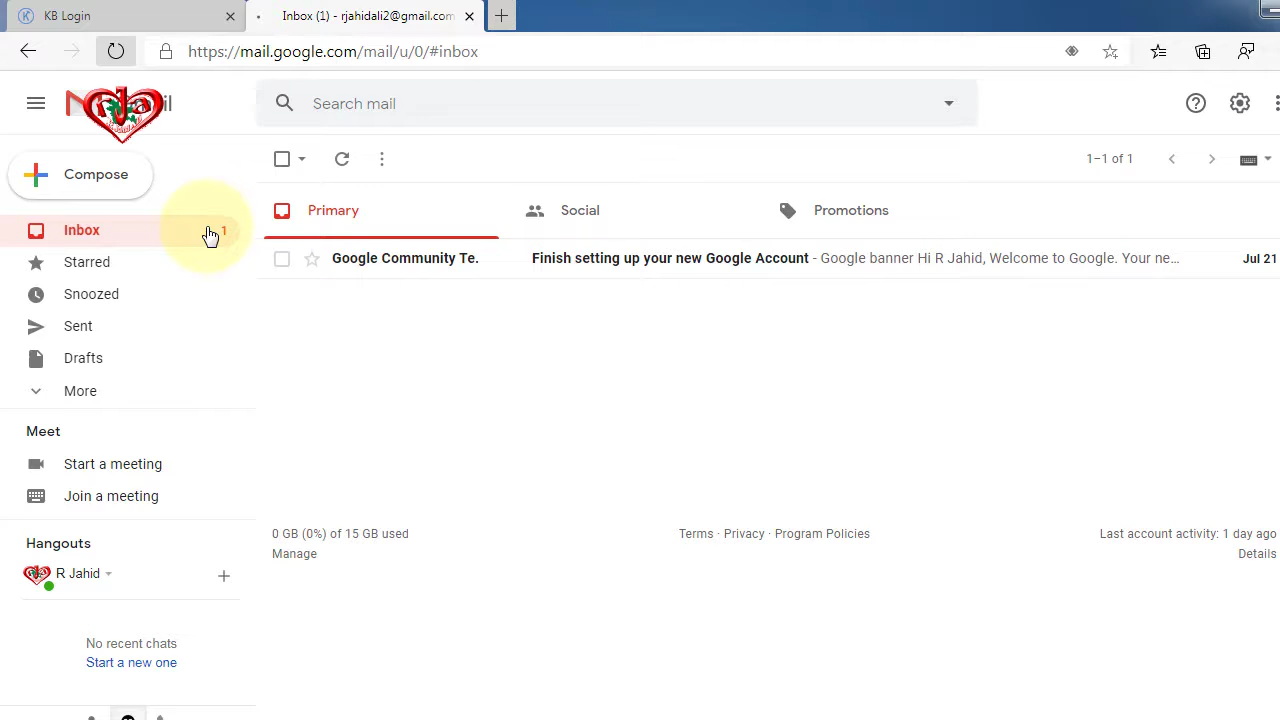 KB Login
Inbox (1) - rjahidali2@gmail.com
https://mail.google.com/mail/u/0/#inbox
Search mail
1–1 of 1
Compose
Inbox 1
Primary
Social
Promotions
Google Community Te. Finish setting up your new Google Account - Google banner Hi R Jahid, Welcome to Google. Your ne... Jul 21
Starred
Snoozed
Sent
Drafts
More
Meet
Start a meeting
Join a meeting
Hangouts
R Jahid
No recent chats
Start a new one
0 GB (0%) of 15 GB used
Manage
Terms · Privacy · Program Policies
Last account activity: 1 day ago
Details